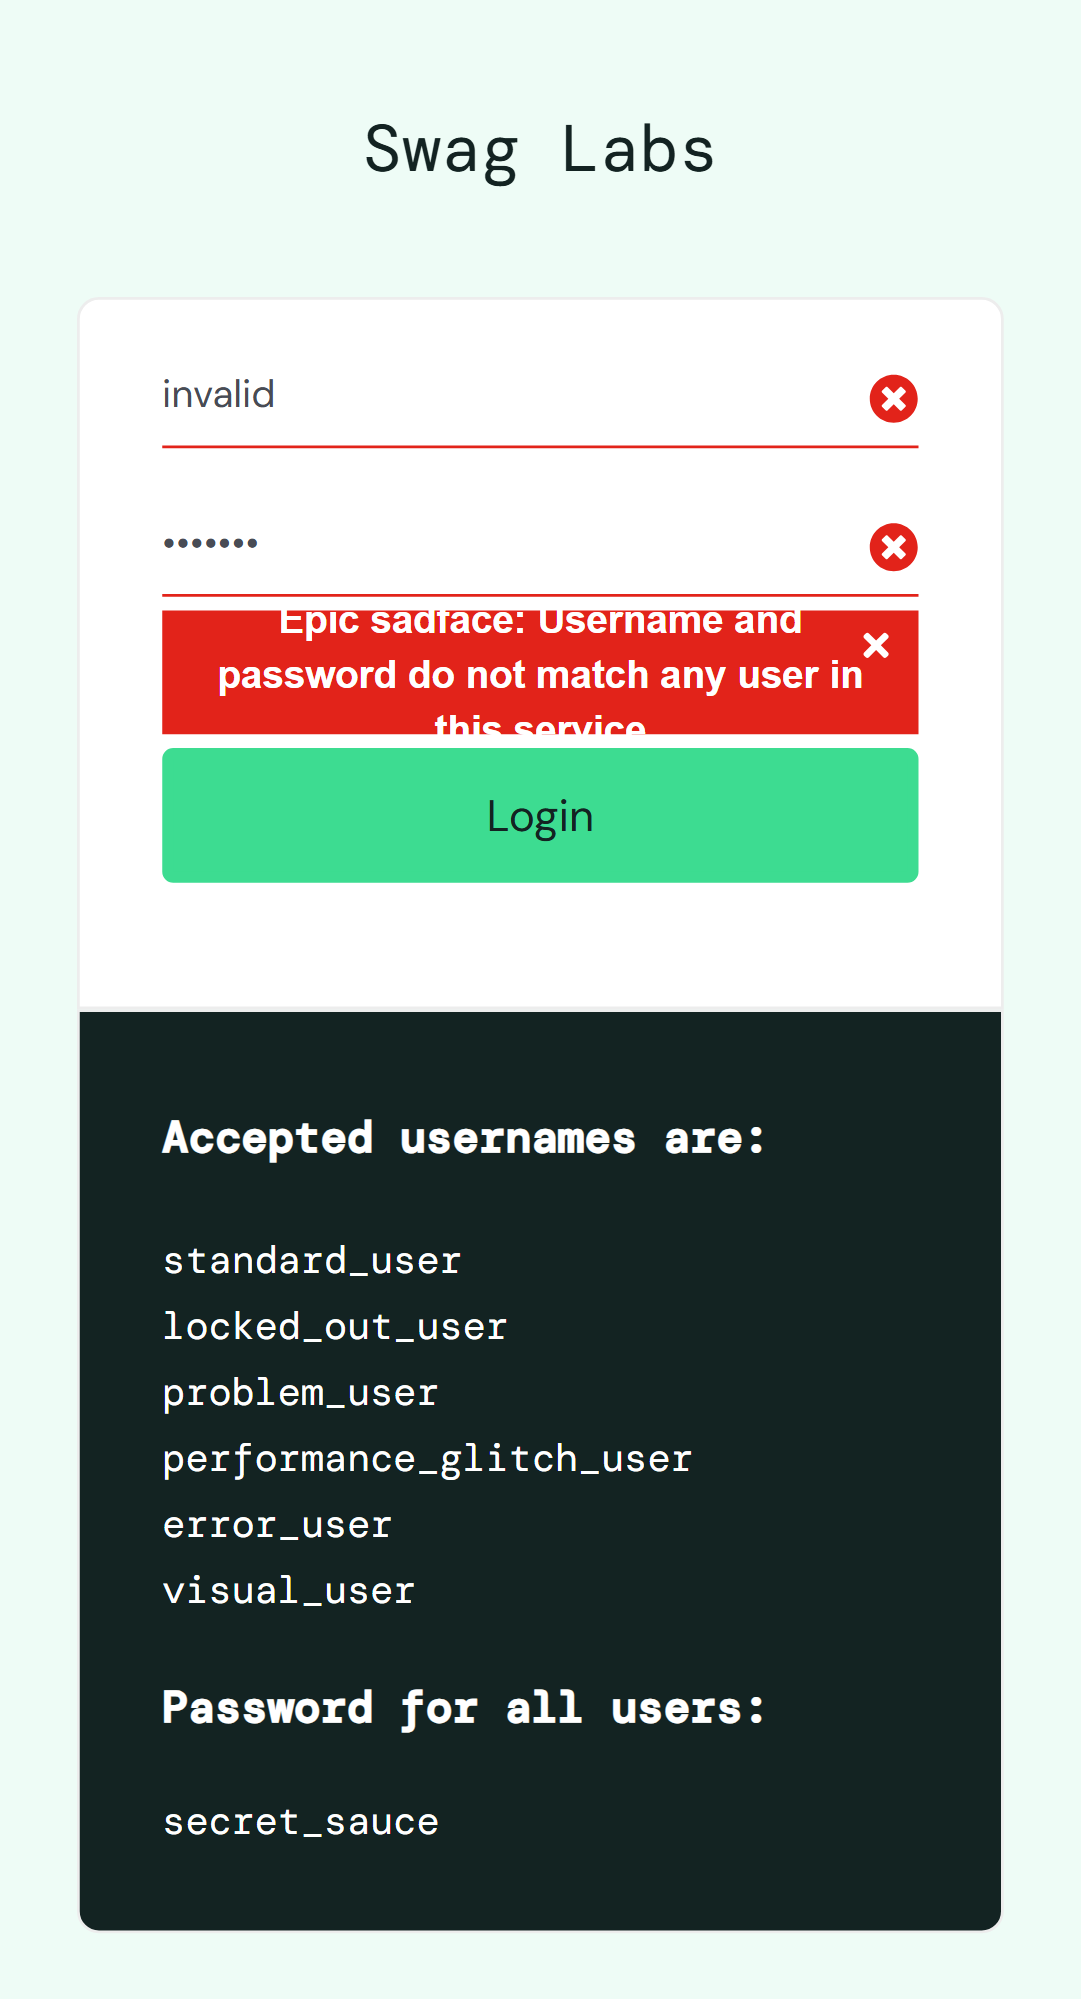 Swag Labs
invalid
•••••••
Epic sadface: Username and
password do not match any user in
this service
Login
Accepted usernames are:
standard_user
locked_out_user
problem_user
performance_glitch_user
error_user
visual_user
Password for all users:
secret_sauce